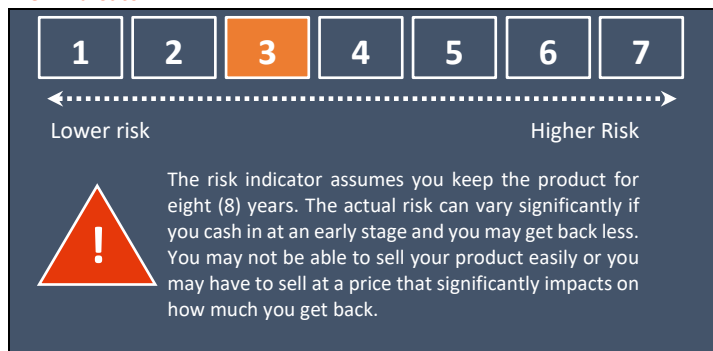 1 2 3 4 5 6 7
Lower risk Higher Risk
The risk indicator assumes you keep the product for
eight (8) years. The actual risk can vary significantly if
! you cash in at an early stage and you may get back less.
You may not be able to sell your product easily or you
may have to sell at a price that significantly impacts on
how much you get back.